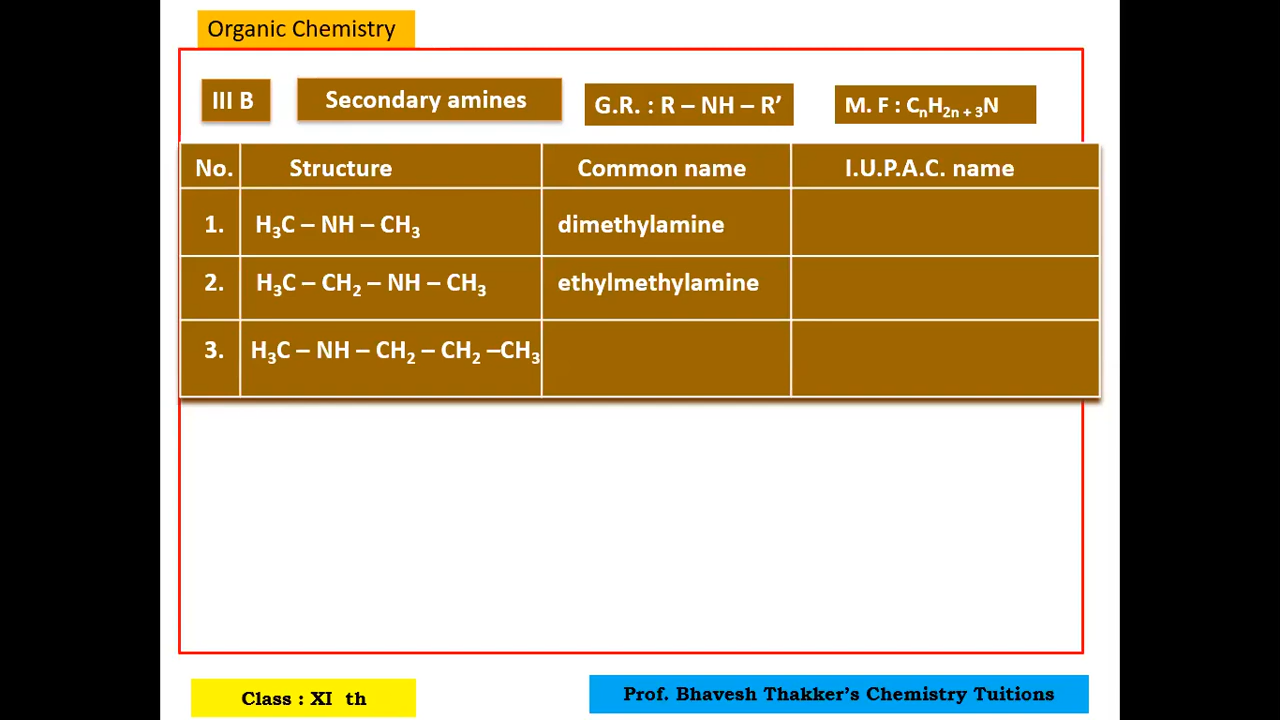 Organic Chemistry
III B Secondary amines G.R. : R – NH – R’ M. F : CₙH₂ₙ ₊ ₃N
No. Structure Common name I.U.P.A.C. name
1. H₃C – NH – CH₃ dimethylamine
2. H₃C – CH₂ – NH – CH₃ ethylmethylamine
3. H₃C – NH – CH₂ – CH₂ –CH₃
Class : XI th Prof. Bhavesh Thakker’s Chemistry Tuitions